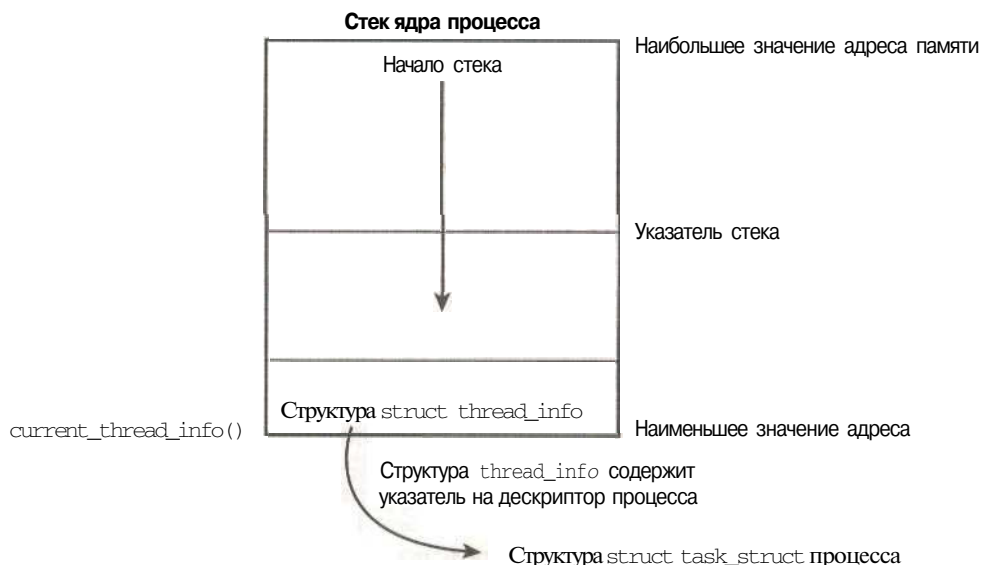 Стек ядра процесса
Наибольшее значение адреса памяти
Начало стека
Указатель стека
Структура struct thread_info
current_thread_info()
Наименьшее значение адреса
Структура thread_info содержит
указатель на дескриптор процесса
Структура struct task_struct процесса